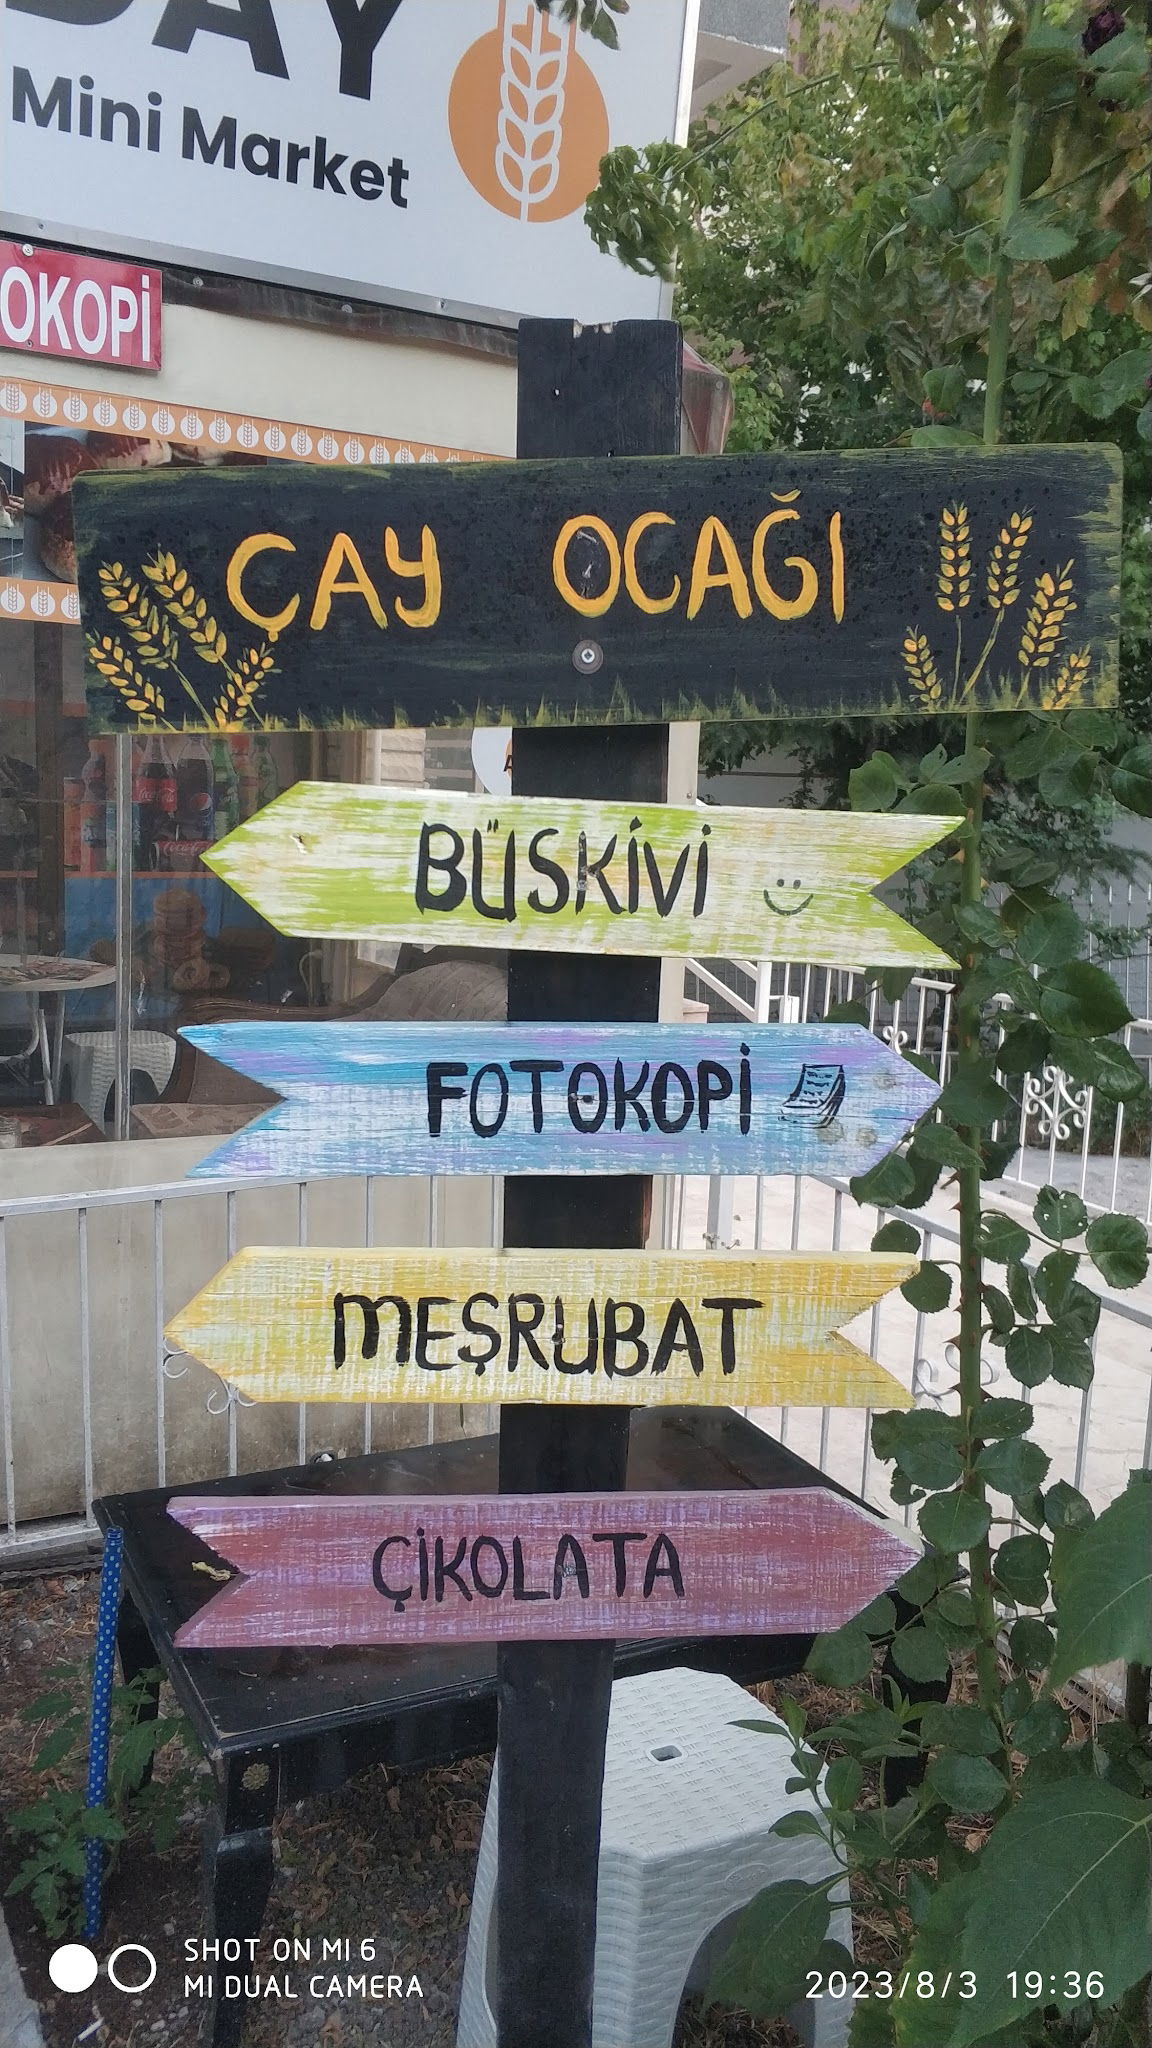 DAY
Mini Market
OKOPİ
ÇAY OCAĞI
BÜSKİVİ
FOTOKOPİ
MEŞRUBAT
ÇİKOLATA
SHOT ON MI 6
MI DUAL CAMERA
2023/8/3 19:36